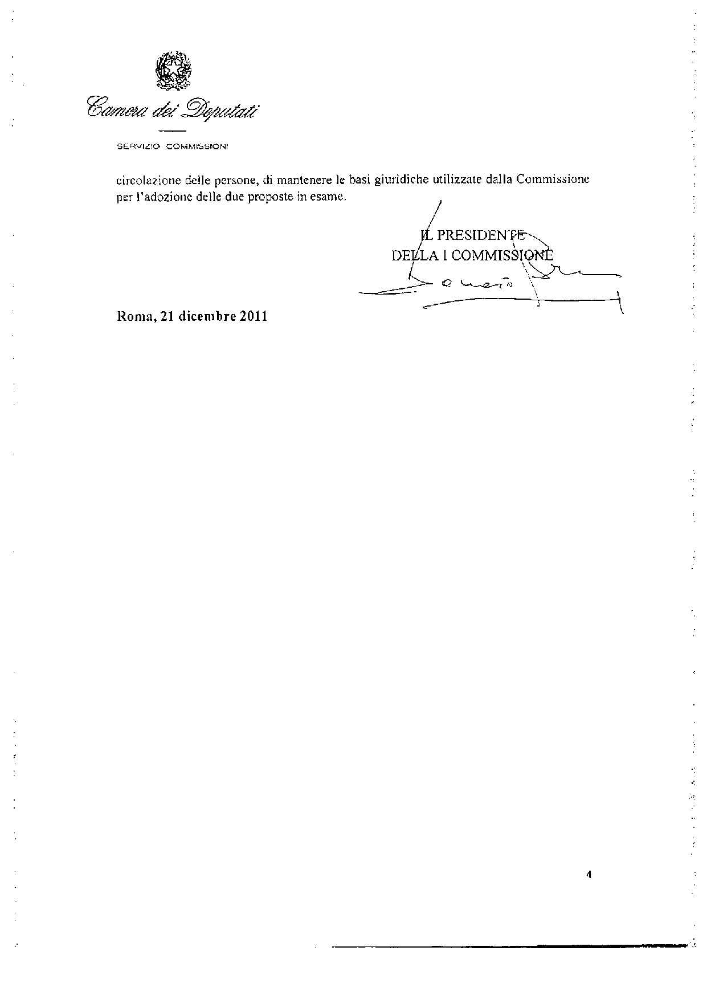 Camera dei Deputati
SERVIZIO COMMISSIONI
circolazione delle persone, di mantenere le basi giuridiche utilizzate dalla Commissione
per l'adozione delle due proposte in esame.
IL PRESIDENTE
DELLA I COMMISSIONE
Roma, 21 dicembre 2011
4